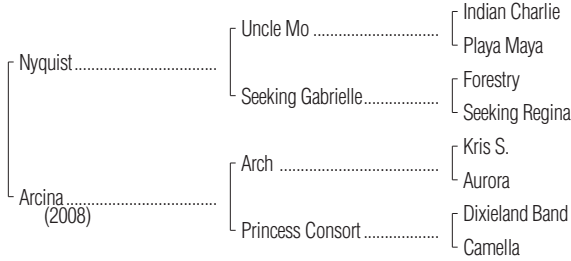 Indian Charlie
Uncle Mo
Playa Maya
Nyquist
Forestry
Seeking Gabrielle
Seeking Regina
Kris S.
Arch
Aurora
Arcina
(2008)
Dixieland Band
Princess Consort
Camella